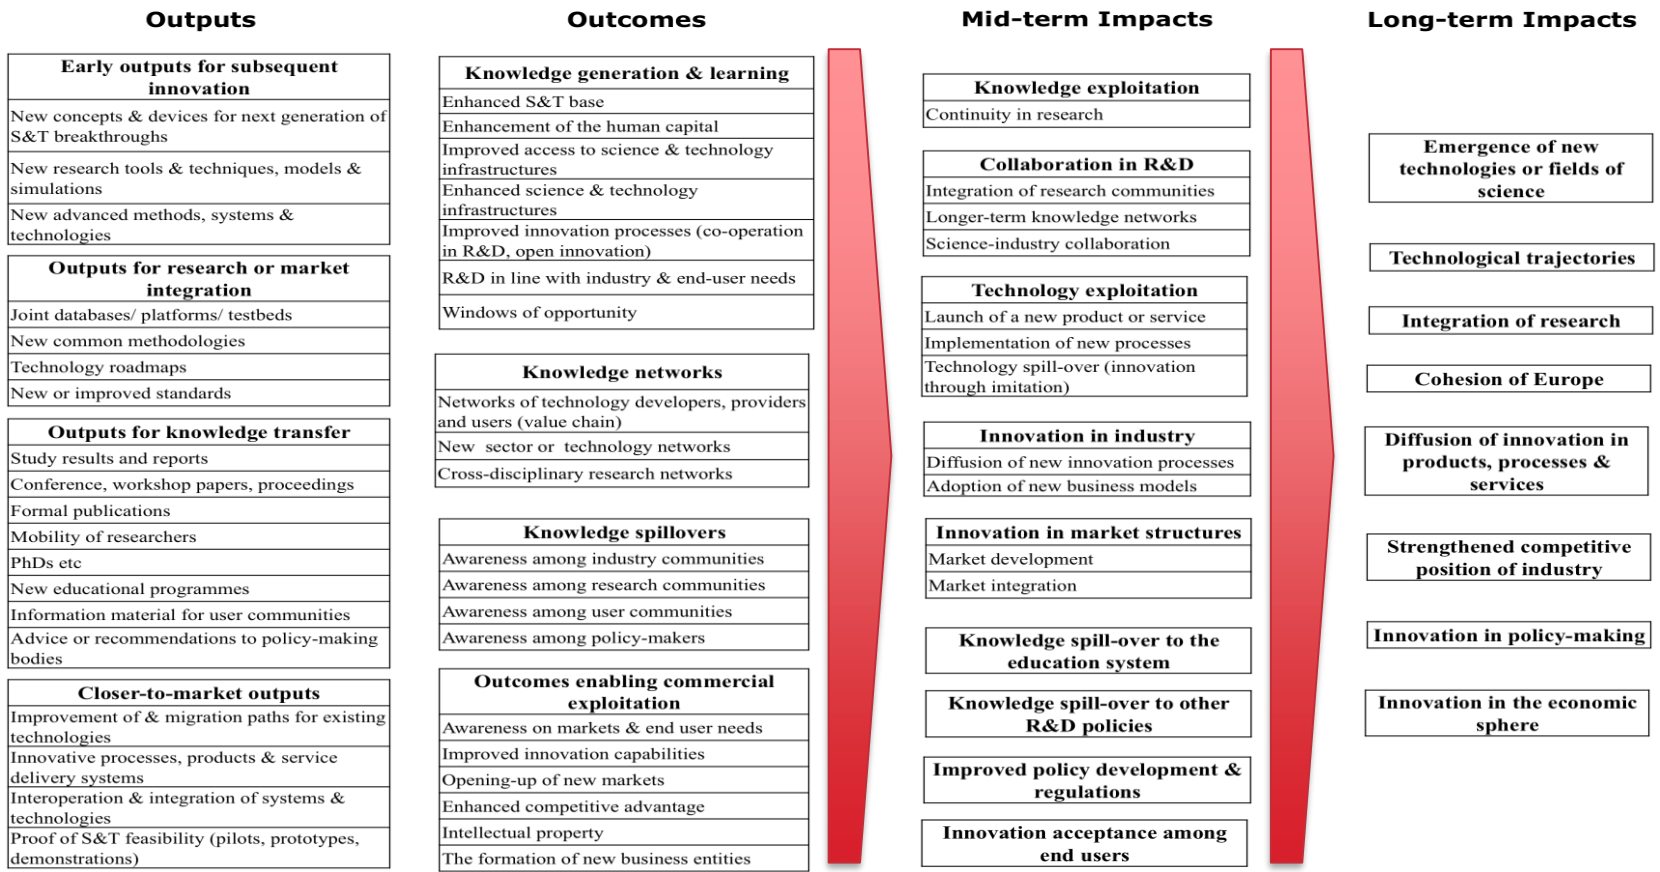 Outputs
Early outputs for subsequent
innovation
New concepts & devices for next generation of
S&T breakthroughs
New research tools & techniques, models &
simulations
New advanced methods, systems &
technologies
Outputs for research or market
integration
Joint databases/ platforms/ testbeds
New common methodologies
Technology roadmaps
New or improved standards
Outputs for knowledge transfer
Study results and reports
Conference, workshop papers, proceedings
Formal publications
Mobility of researchers
PhDs etc
New educational programmes
Information material for user communities
Advice or recommendations to policy-making
bodies
Closer-to-market outputs
Improvement of & migration paths for existing
technologies
Innovative processes, products & service
delivery systems
Interoperation & integration of systems &
technologies
Proof of S&T feasibility (pilots, prototypes,
demonstrations)
Outcomes
Knowledge generation & learning
Enhanced S&T base
Enhancement of the human capital
Improved access to science & technology
infrastructures
Enhanced science & technology
infrastructures
Improved innovation processes (co-operation
in R&D, open innovation)
R&D in line with industry & end-user needs
Windows of opportunity
Knowledge networks
Networks of technology developers, providers
and users (value chain)
New sector or technology networks
Cross-disciplinary research networks
Knowledge spillovers
Awareness among industry communities
Awareness among research communities
Awareness among user communities
Awareness among policy-makers
Outcomes enabling commercial
exploitation
Awareness on markets & end user needs
Improved innovation capabilities
Opening-up of new markets
Enhanced competitive advantage
Intellectual property
The formation of new business entities
Mid-term Impacts
Knowledge exploitation
Continuity in research
Collaboration in R&D
Integration of research communities
Longer-term knowledge networks
Science-industry collaboration
Technology exploitation
Launch of a new product or service
Implementation of new processes
Technology spill-over (innovation
through imitation)
Innovation in industry
Diffusion of new innovation processes
Adoption of new business models
Innovation in market structures
Market development
Market integration
Knowledge spill-over to the
education system
Knowledge spill-over to other
R&D policies
Improved policy development &
regulations
Innovation acceptance among
end users
Long-term Impacts
Emergence of new
technologies or fields of
science
Technological trajectories
Integration of research
Cohesion of Europe
Diffusion of innovation in
products, processes &
services
Strengthened competitive
position of industry
Innovation in policy-making
Innovation in the economic
sphere